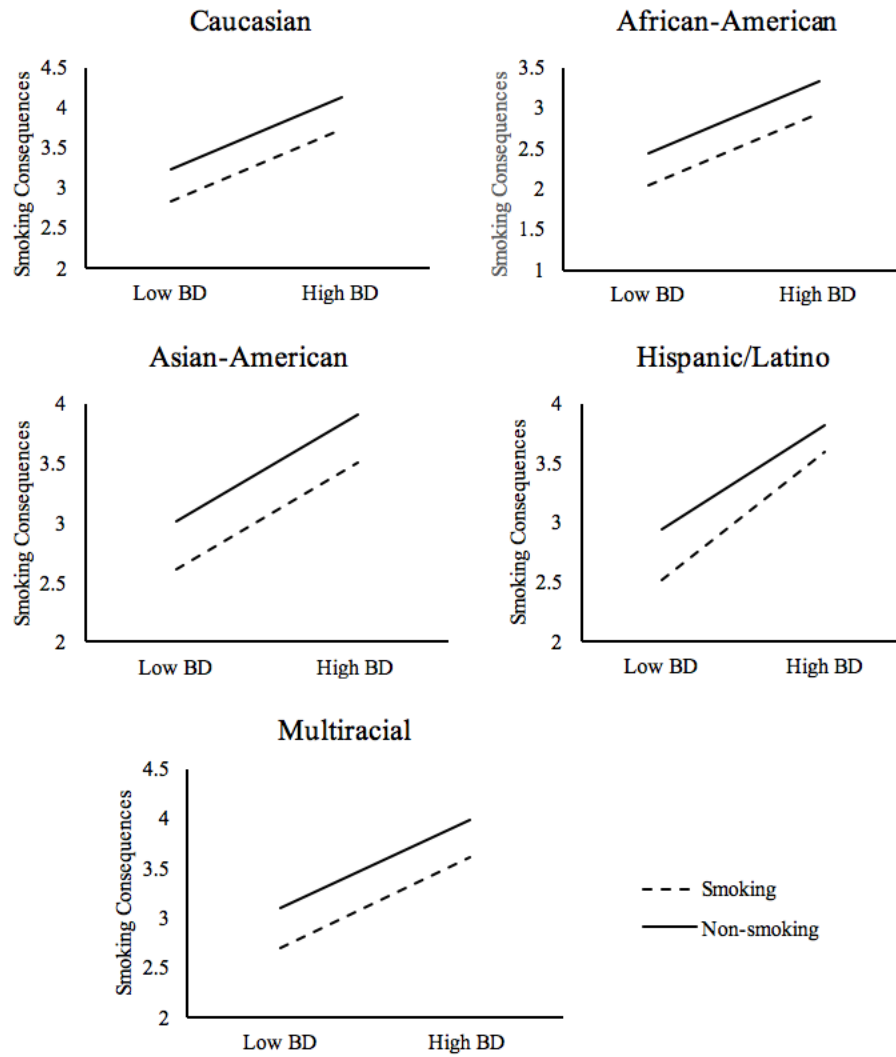 Caucasian
Smoking Consequences
4.5
4
3.5
3
2.5
2
Low BD
High BD
African-American
Smoking Consequences
3.5
3
2.5
2
1.5
1
Low BD
High BD
Asian-American
Smoking Consequences
4
3.5
3
2.5
2
Low BD
High BD
Hispanic/Latino
Smoking Consequences
4
3.5
3
2.5
2
Low BD
High BD
Multiracial
Smoking Consequences
4.5
4
3.5
3
2.5
2
Low BD
High BD
Smoking
Non-smoking